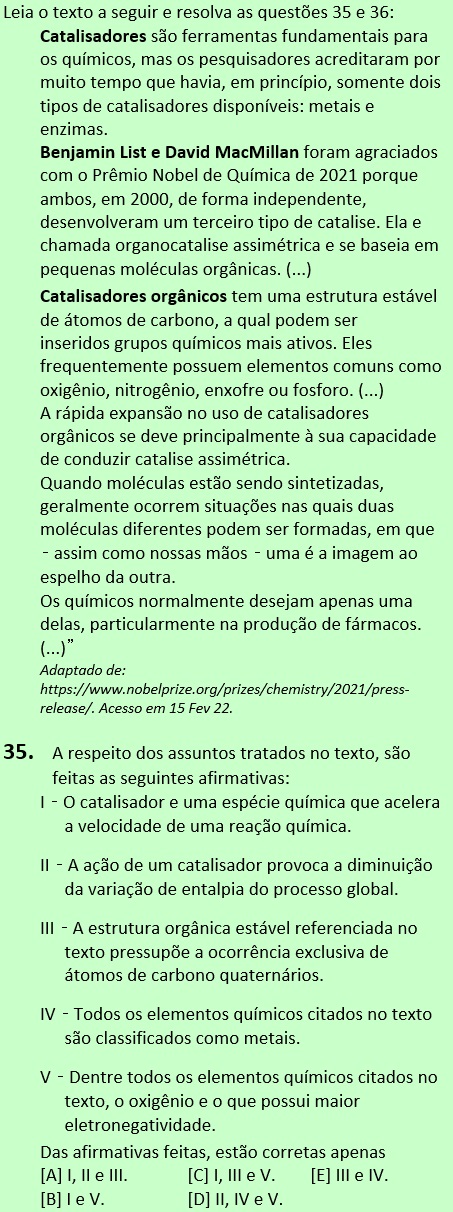 Leia o texto a seguir e resolva as questões 35 e 36:
Catalisadores são ferramentas fundamentais para
os químicos, mas os pesquisadores acreditaram por
muito tempo que havia, em princípio, somente dois
tipos de catalisadores disponíveis: metais e
enzimas.
Benjamin List e David MacMillan foram agraciados
com o Prêmio Nobel de Química de 2021 porque
ambos, em 2000, de forma independente,
desenvolveram um terceiro tipo de catalise. Ela e
chamada organocatalise assimétrica e se baseia em
pequenas moléculas orgânicas. (...)
Catalisadores orgânicos tem uma estrutura estável
de átomos de carbono, a qual podem ser
inseridos grupos químicos mais ativos. Eles
frequentemente possuem elementos comuns como
oxigênio, nitrogênio, enxofre ou fosforo. (...)
A rápida expansão no uso de catalisadores
orgânicos se deve principalmente à sua capacidade
de conduzir catalise assimétrica.
Quando moléculas estão sendo sintetizadas,
geralmente ocorrem situações nas quais duas
moléculas diferentes podem ser formadas, em que
- assim como nossas mãos - uma é a imagem ao
espelho da outra.
Os químicos normalmente desejam apenas uma
delas, particularmente na produção de fármacos.
(...)”
Adaptado de:
https://www.nobelprize.org/prizes/chemistry/2021/press-
release/. Acesso em 15 Fev 22.
35. A respeito dos assuntos tratados no texto, são
feitas as seguintes afirmativas:
I - O catalisador e uma espécie química que acelera
a velocidade de uma reação química.
II - A ação de um catalisador provoca a diminuição
da variação de entalpia do processo global.
III - A estrutura orgânica estável referenciada no
texto pressupõe a ocorrência exclusiva de
átomos de carbono quaternários.
IV - Todos os elementos químicos citados no texto
são classificados como metais.
V - Dentre todos os elementos químicos citados no
texto, o oxigênio e o que possui maior
eletronegatividade.
Das afirmativas feitas, estão corretas apenas
[A] I, II e III. [C] I, III e V. [E] III e IV.
[B] I e V. [D] II, IV e V.